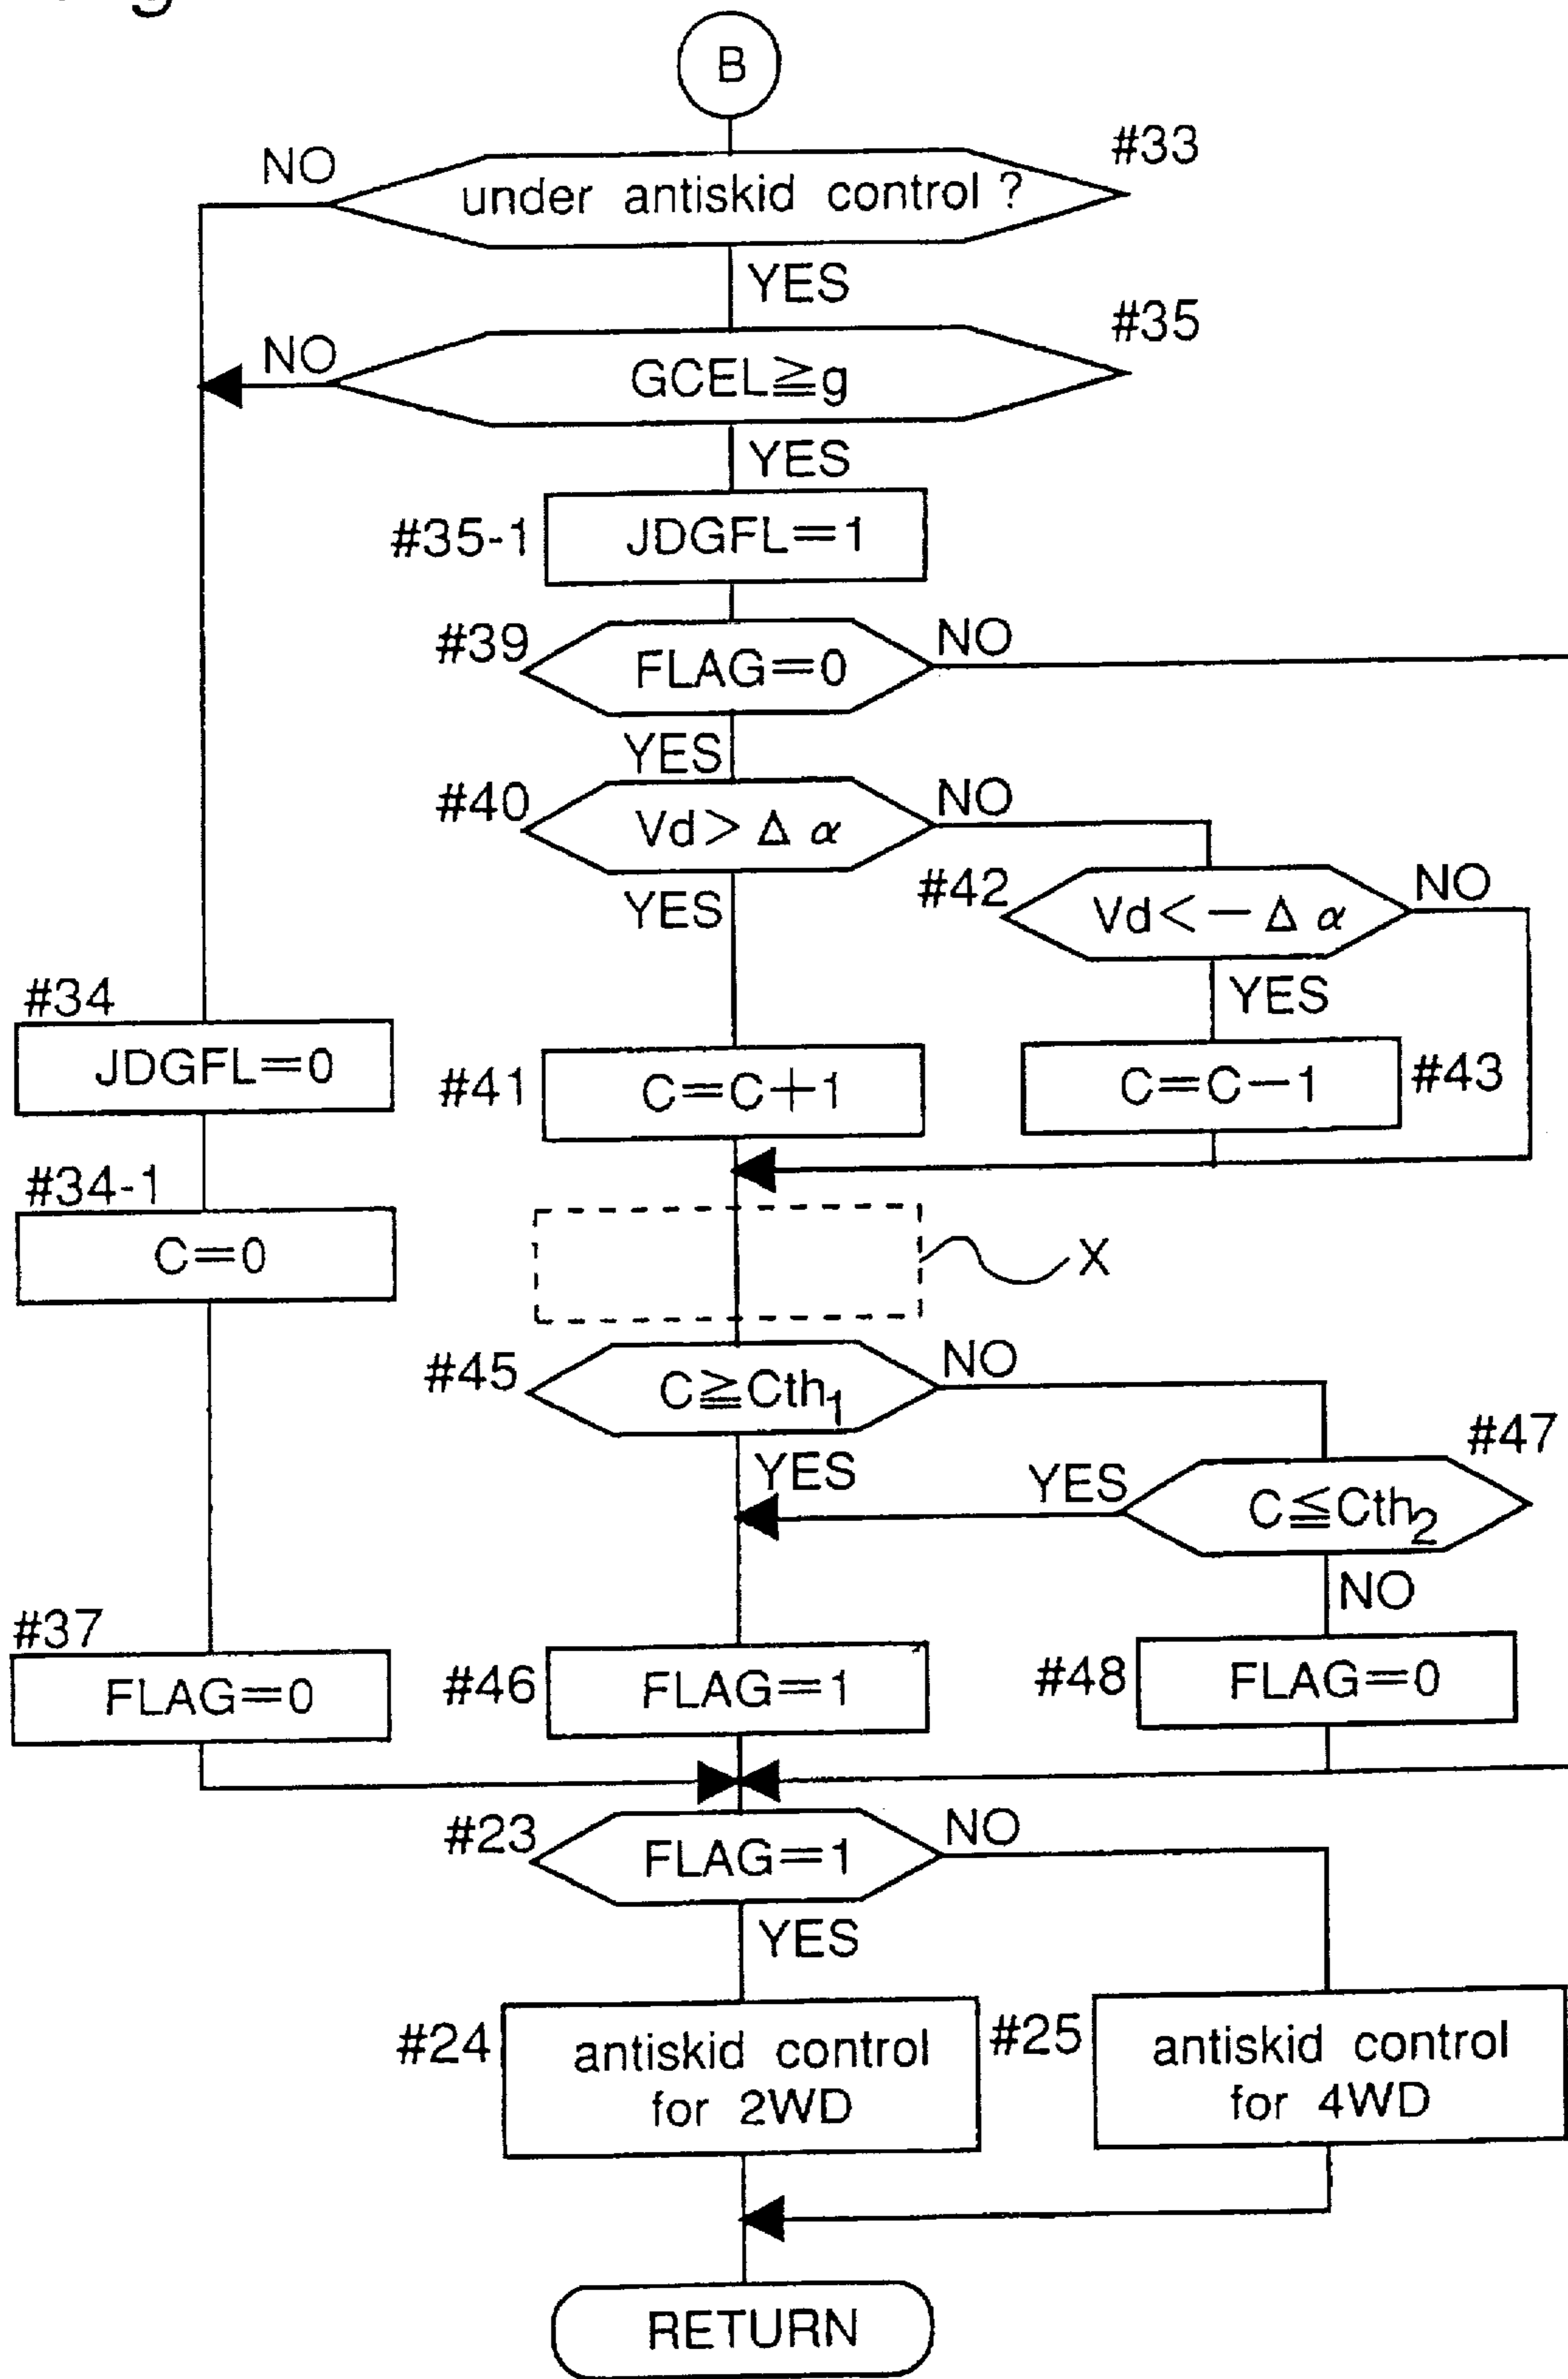 B
#33
NO
under antiskid control ?
YES
#35
NO
GCEL≧g
YES
#35-1
JDGFL=1
#39
FLAG=0
NO
YES
#40
Vd> Δ α
NO
YES
#42
Vd<− Δ α
NO
YES
#34
JDGFL=0
#41
C=C+1
C=C−1
#43
#34-1
C=0
X
#45
C≧Cth1
NO
YES
#47
YES
C≦Cth2
NO
#37
FLAG=0
#46
FLAG=1
#48
FLAG=0
#23
FLAG=1
NO
YES
#24
antiskid control
for 2WD
#25
antiskid control
for 4WD
RETURN